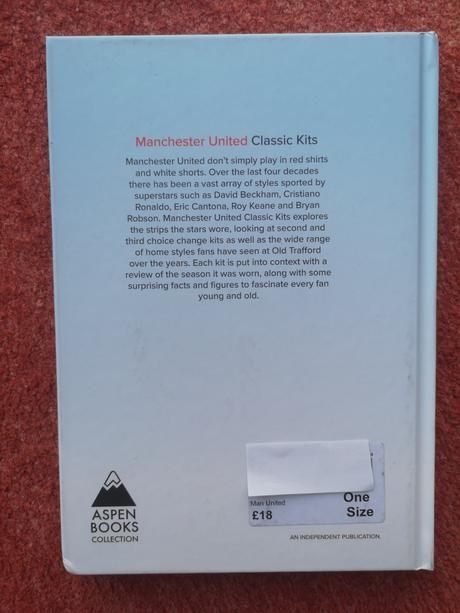 Manchester United Classic Kits
Manchester United don't simply play in red shirts
and white shorts. Over the last four decades
there has been a vast array of styles sported by
superstars such as David Beckham, Cristiano
Ronaldo, Eric Cantona, Roy Keane and Bryan
Robson. Manchester United Classic Kits explores
the strips the stars wore, looking at second and
third choice change kits as well as the wide range
of home styles fans have seen at Old Trafford
over the years. Each kit is put into context with a
review of the season it was worn, along with some
surprising facts and figures to fascinate every fan
young and old.
ASPEN
BOOKS
COLLECTION
Man United
£18
One
Size
AN INDEPENDENT PUBLICATION.